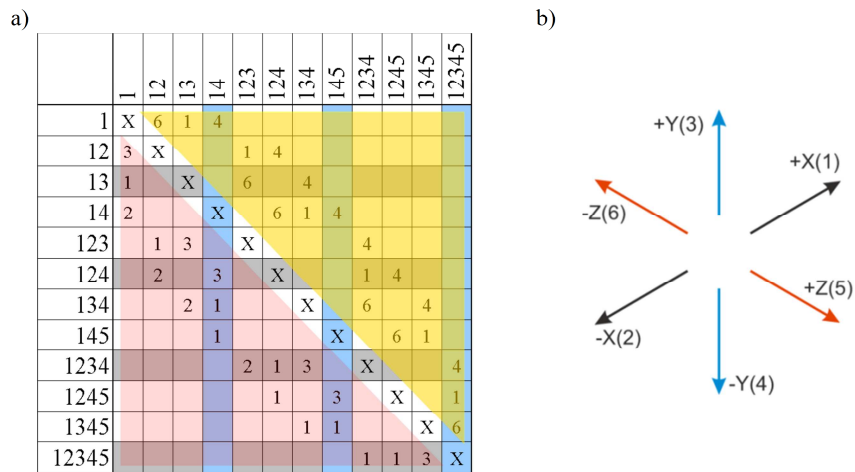 a)
b)
1 12 13 14 123 124 134 145 1234 1245 1345 12345
1 X 6 1 4
12 3 X 1 4
13 1 X 6 4
14 2 X 6 1 4
123 1 3 X 4
124 2 3 X 1 4
134 2 1 X 6 4
145 1 X 6 1
1234 2 1 3 X 4
1245 1 3 X 1
1345 1 1 X 6
12345 1 1 3 X
+Y(3)
+X(1)
-Z(6)
+Z(5)
-X(2)
-Y(4)